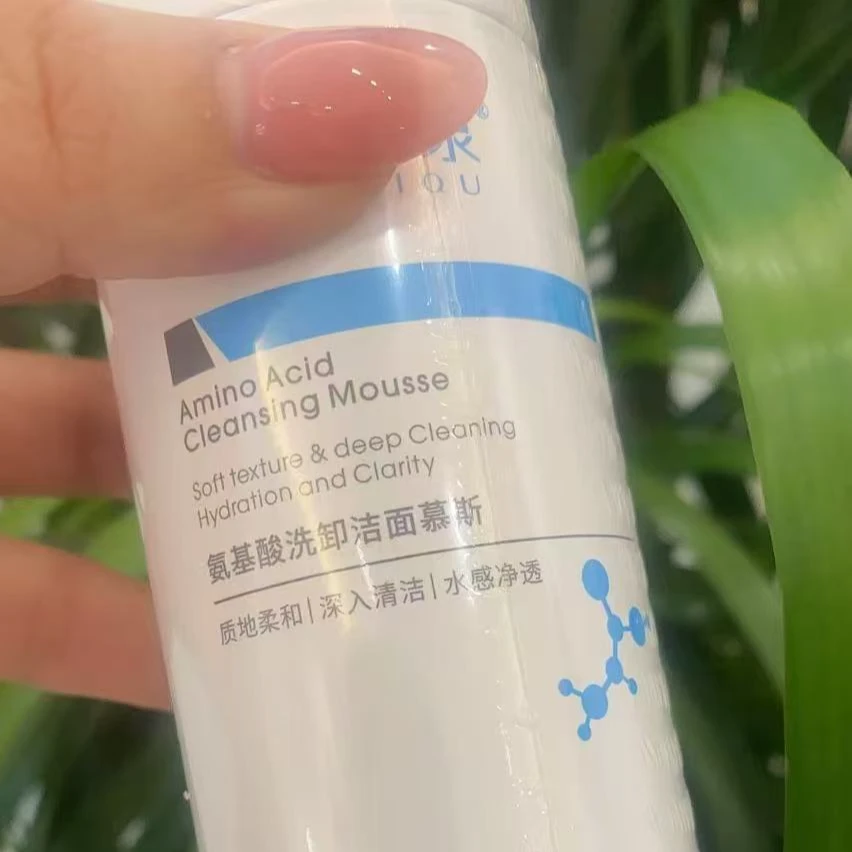 IQU
Amino Acid
Cleansing Mousse
Soft texture & deep Cleaning
Hydration and Clarity
氨基酸洗卸洁面慕斯
质地柔和|深入清洁|水感净透